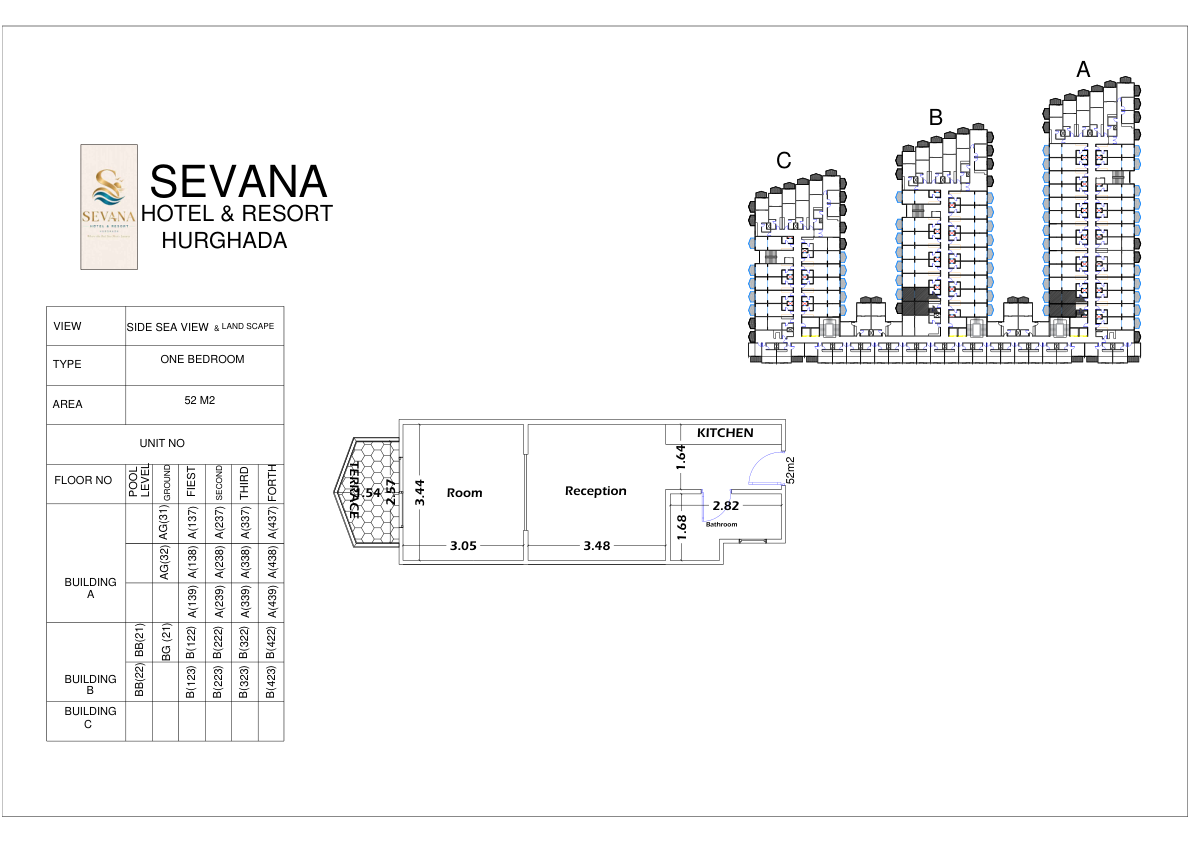 A
B
C
SEVANA
HOTEL & RESORT
HURGHADA
SEVANA
HOTEL & RESORT
HURGHADA
VIEW
SIDE SEA VIEW & LAND SCAPE
TYPE
ONE BEDROOM
AREA
52 M2
UNIT NO
FLOOR NO
POOL
LEVEL
GROUND
FIEST
SECOND
THIRD
FORTH
BUILDING
A
AG(31) A(137) A(237) A(337) A(437)
AG(32) A(138) A(238) A(338) A(438)
A(139) A(239) A(339) A(439)
BUILDING
B
BB(21) BG (21) B(122) B(222) B(322) B(422)
BB(22) B(123) B(223) B(323) B(423)
BUILDING
C
KITCHEN
TERRACE
.54
2.57
3.44
Room
Reception
1.64
52m2
2.82
Bathroom
1.68
3.05
3.48